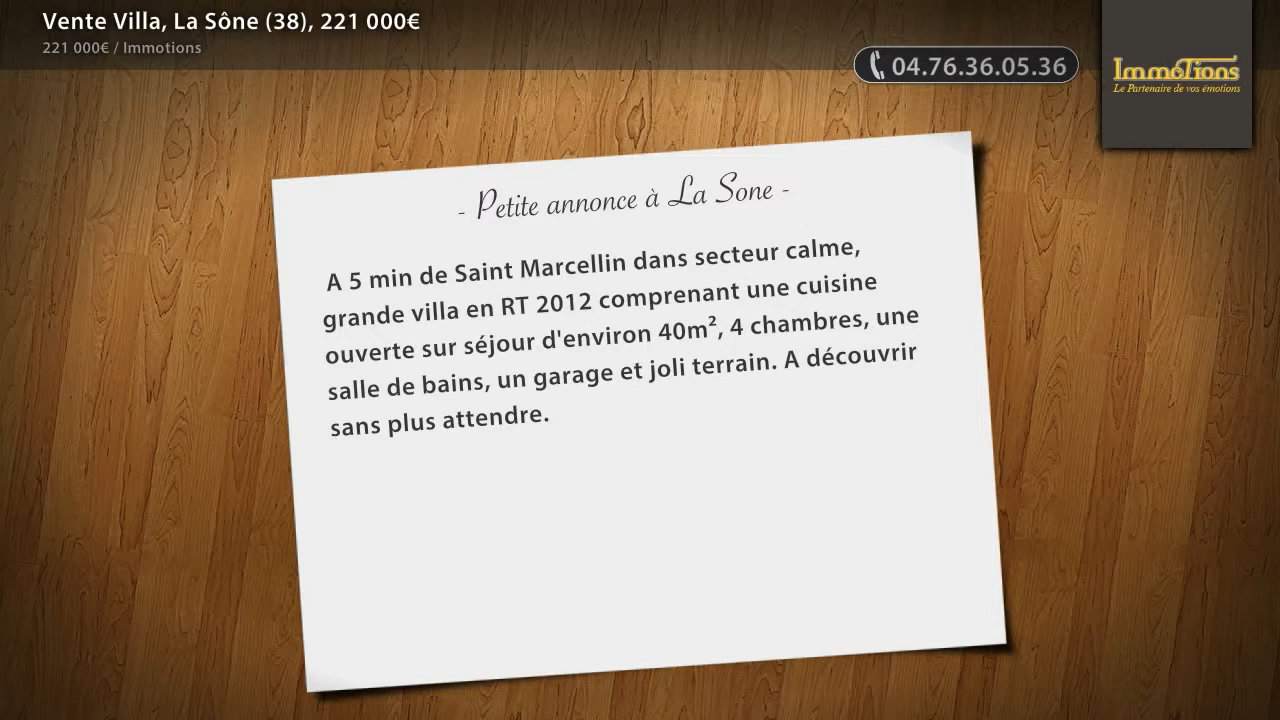 Vente Villa, La Sône (38), 221 000€
221 000€ / Immotions
04.76.36.05.36
ImmoTions
Le Partenaire de vos émotions
- Petite annonce à La Sone -
A 5 min de Saint Marcellin dans secteur calme,
grande villa en RT 2012 comprenant une cuisine
ouverte sur séjour d'environ 40m², 4 chambres, une
salle de bains, un garage et joli terrain. A découvrir
sans plus attendre.